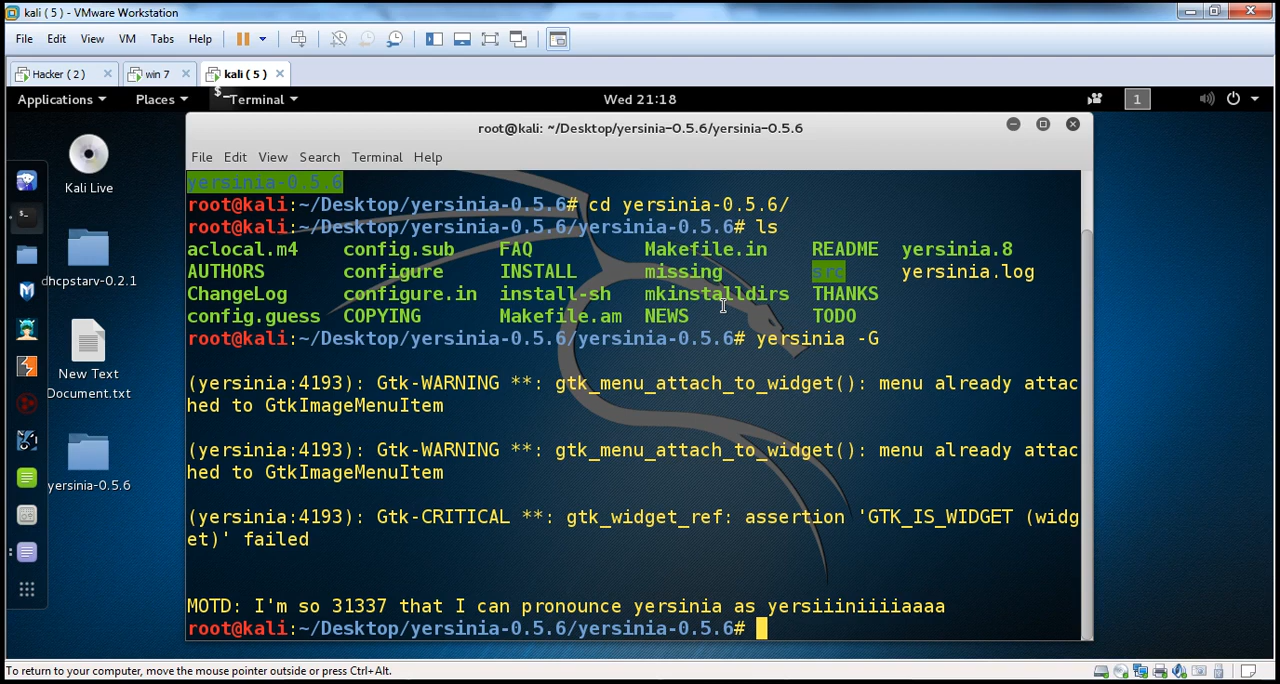 kali ( 5 ) - VMware Workstation
File Edit View VM Tabs Help
Hacker ( 2 ) win 7 kali ( 5 )
Applications Places Terminal Wed 21:18 1
root@kali: ~/Desktop/yersinia-0.5.6/yersinia-0.5.6
File Edit View Search Terminal Help
Kali Live
dhcpstarv-0.2.1
New Text
Document.txt
yersinia-0.5.6
yersinia-0.5.6
root@kali:~/Desktop/yersinia-0.5.6# cd yersinia-0.5.6/
root@kali:~/Desktop/yersinia-0.5.6/yersinia-0.5.6# ls
aclocal.m4 config.sub FAQ Makefile.in README yersinia.8
AUTHORS configure INSTALL missing src yersinia.log
ChangeLog configure.in install-sh mkinstalldirs THANKS
config.guess COPYING Makefile.am NEWS TODO
root@kali:~/Desktop/yersinia-0.5.6/yersinia-0.5.6# yersinia -G
(yersinia:4193): Gtk-WARNING **: gtk_menu_attach_to_widget(): menu already attac
hed to GtkImageMenuItem
(yersinia:4193): Gtk-WARNING **: gtk_menu_attach_to_widget(): menu already attac
hed to GtkImageMenuItem
(yersinia:4193): Gtk-CRITICAL **: gtk_widget_ref: assertion 'GTK_IS_WIDGET (widg
et)' failed
MOTD: I'm so 31337 that I can pronounce yersinia as yersiiiniiiiaaaa
root@kali:~/Desktop/yersinia-0.5.6/yersinia-0.5.6#
To return to your computer, move the mouse pointer outside or press Ctrl+Alt.